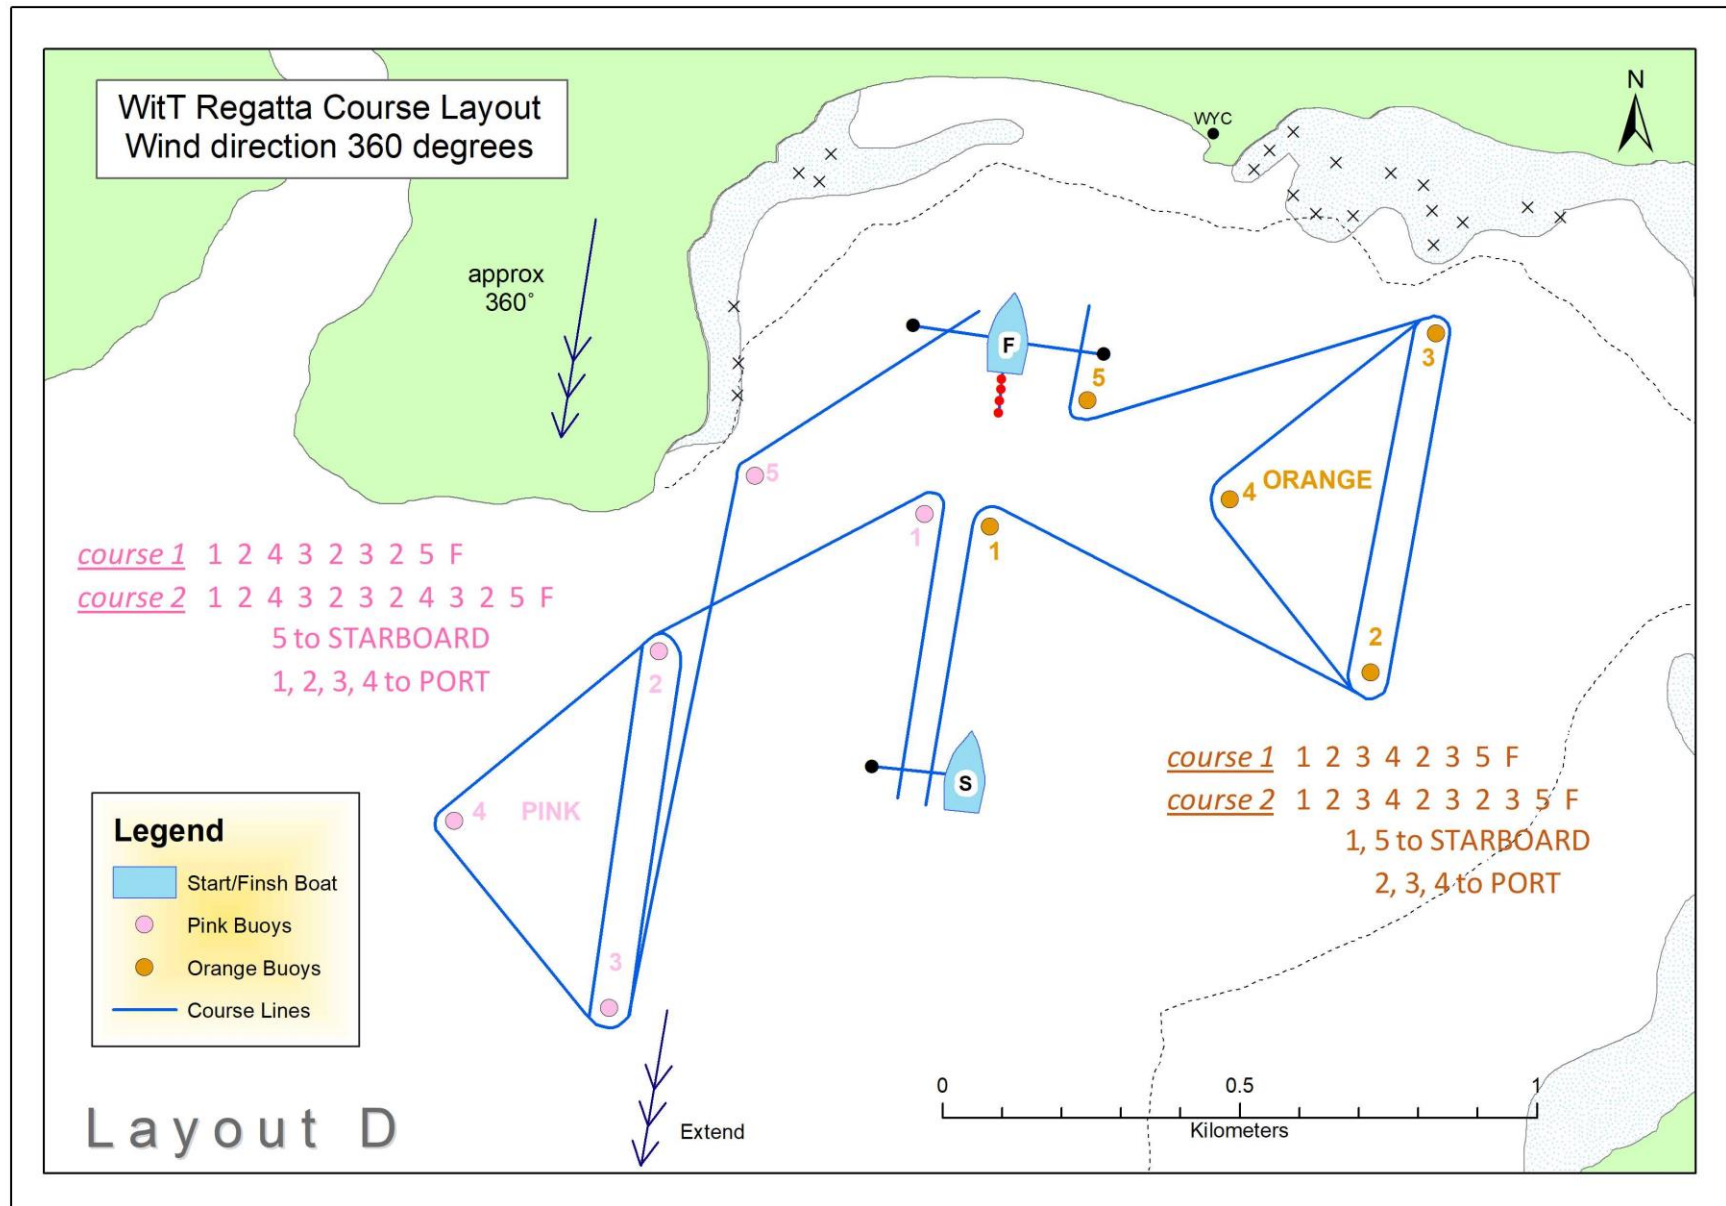 WitT Regatta Course Layout
Wind direction 360 degrees
N
WYC
approx
360°
F
5
3
5
4 ORANGE
1
1
course 1 1 2 4 3 2 3 2 5 F
course 2 1 2 4 3 2 3 2 4 3 2 5 F
5 to STARBOARD
1, 2, 3, 4 to PORT
2
2
S
course 1 1 2 3 4 2 3 5 F
course 2 1 2 3 4 2 3 2 3 5 F
1, 5 to STARBOARD
2, 3, 4 to PORT
4 PINK
3
Legend
Start/Finsh Boat
Pink Buoys
Orange Buoys
Course Lines
Layout D
Extend
0 0.5 1
Kilometers